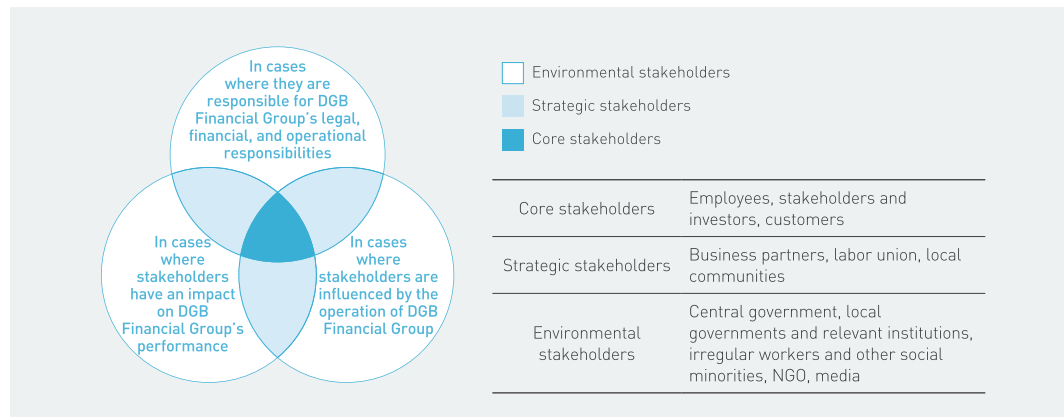 In cases
where they are
responsible for DGB
Financial Group's legal,
financial, and operational
responsibilities
In cases
where
stakeholders
have an impact
on DGB
Financial Group's
performance
In cases
where
stakeholders are
influenced by the
operation of DGB
Financial Group
Environmental stakeholders
Strategic stakeholders
Core stakeholders
Core stakeholders
Employees, stakeholders and
investors, customers
Strategic stakeholders
Business partners, labor union, local
communities
Environmental
stakeholders
Central government, local
governments and relevant institutions,
irregular workers and other social
minorities, NGO, media